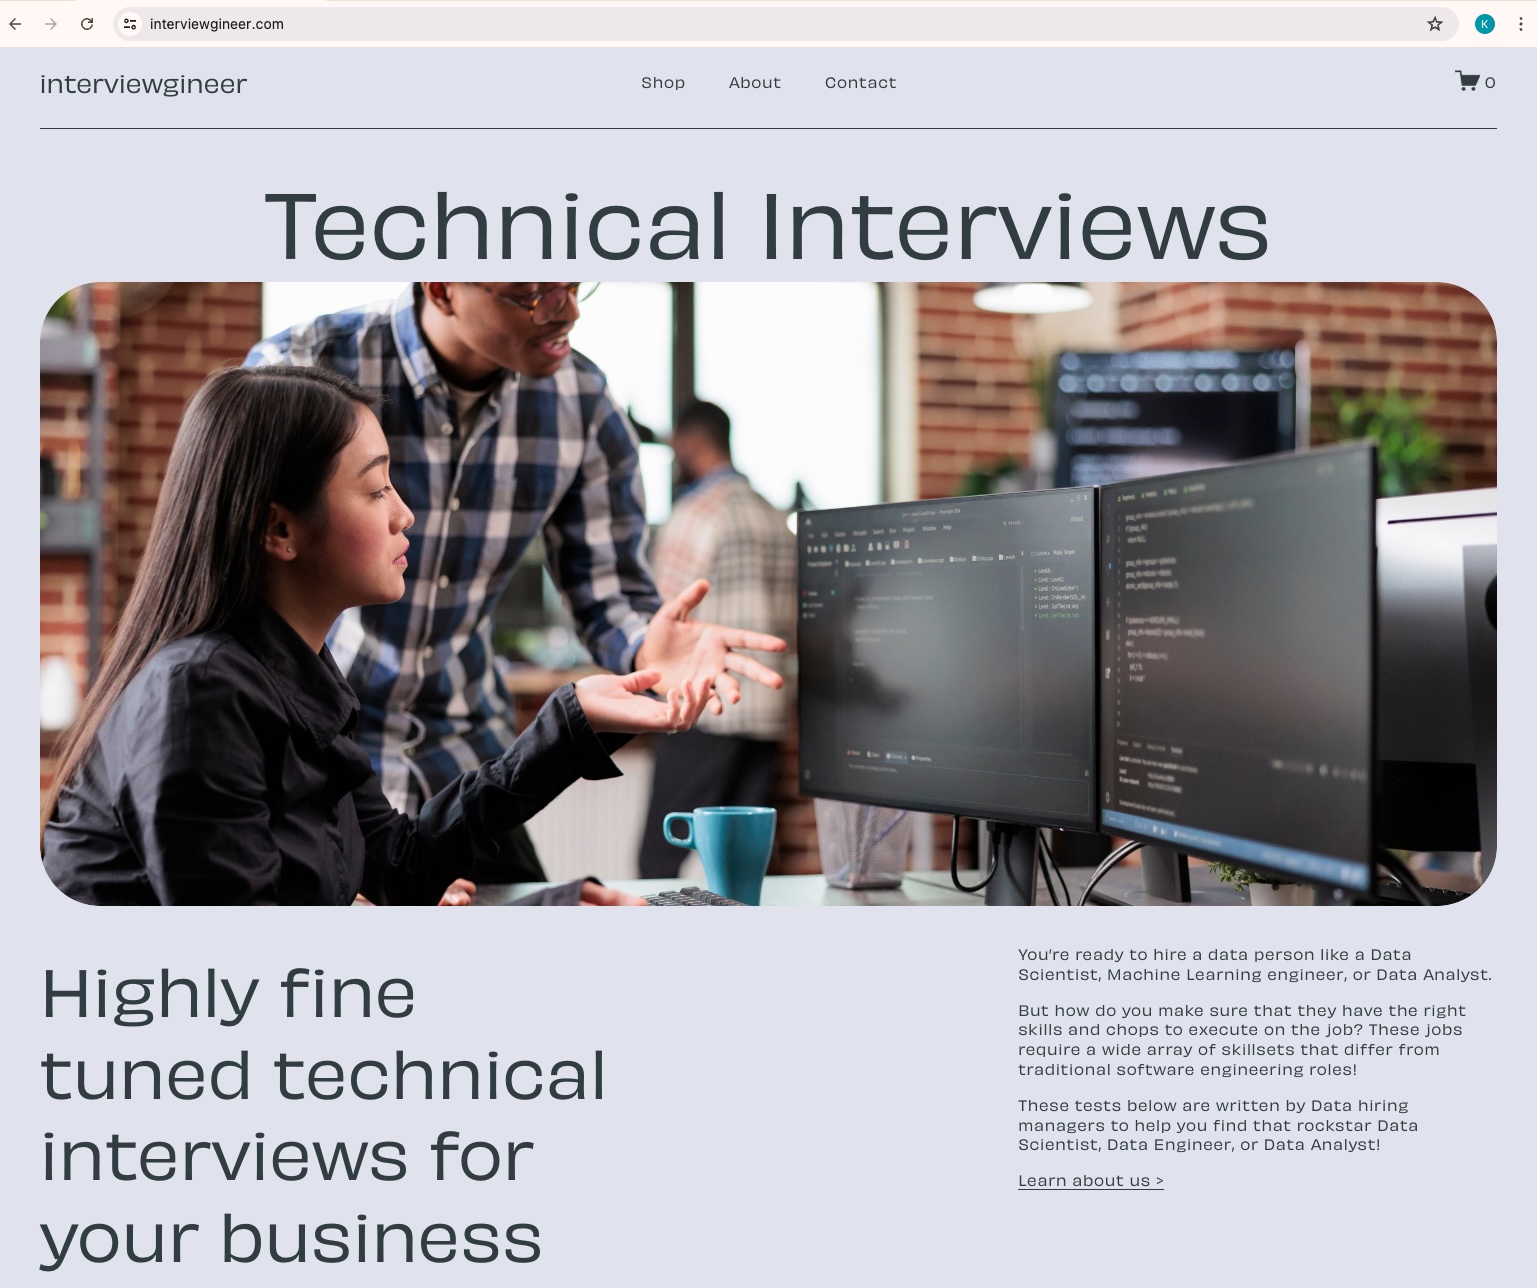 interviewgineer.com
K
interviewgineer
Shop
About
Contact
0
Technical Interviews
Highly fine
tuned technical
interviews for
your business
You're ready to hire a data person like a Data
Scientist, Machine Learning engineer, or Data Analyst.
But how do you make sure that they have the right
skills and chops to execute on the job? These jobs
require a wide array of skillsets that differ from
traditional software engineering roles!
These tests below are written by Data hiring
managers to help you find that rockstar Data
Scientist, Data Engineer, or Data Analyst!
Learn about us >